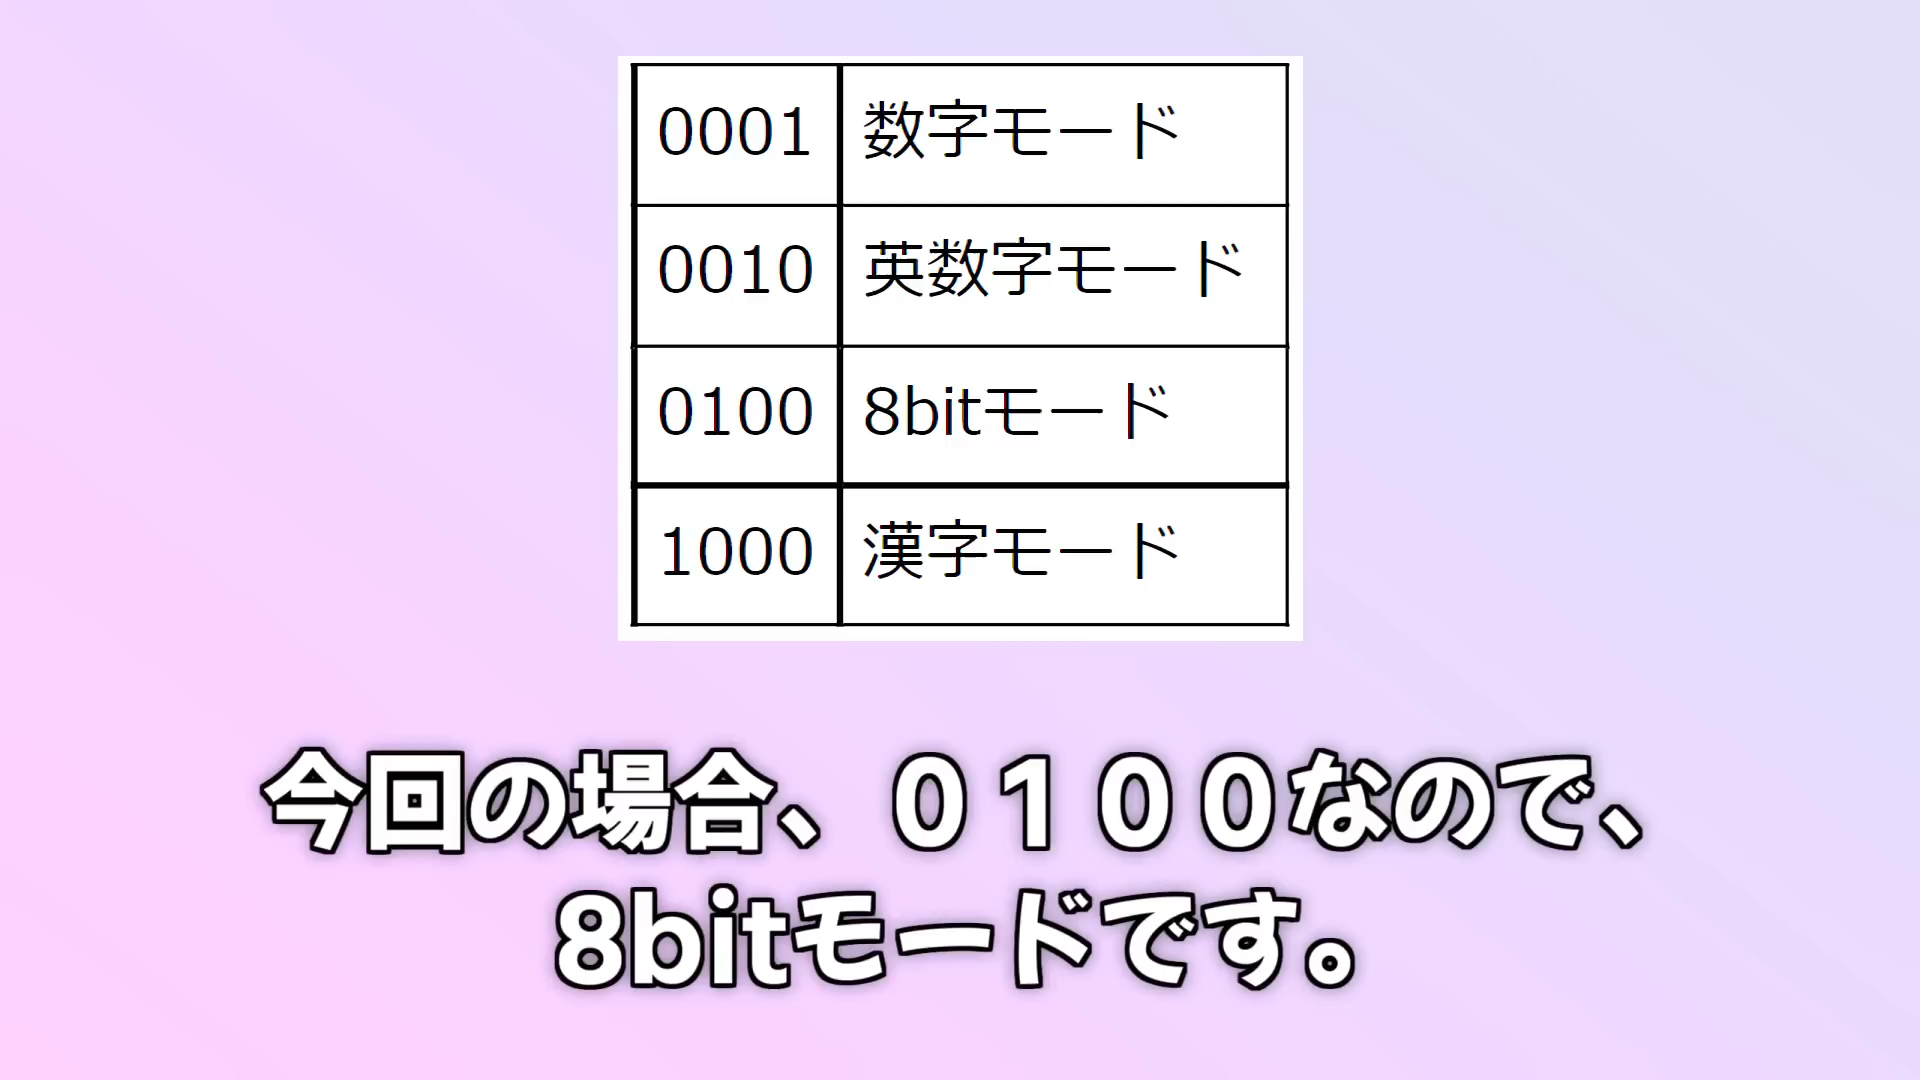 0001 数字モード
0010 英数字モード
0100 8bitモード
1000 漢字モード
今回の場合、０１００なので、
8bitモードです。